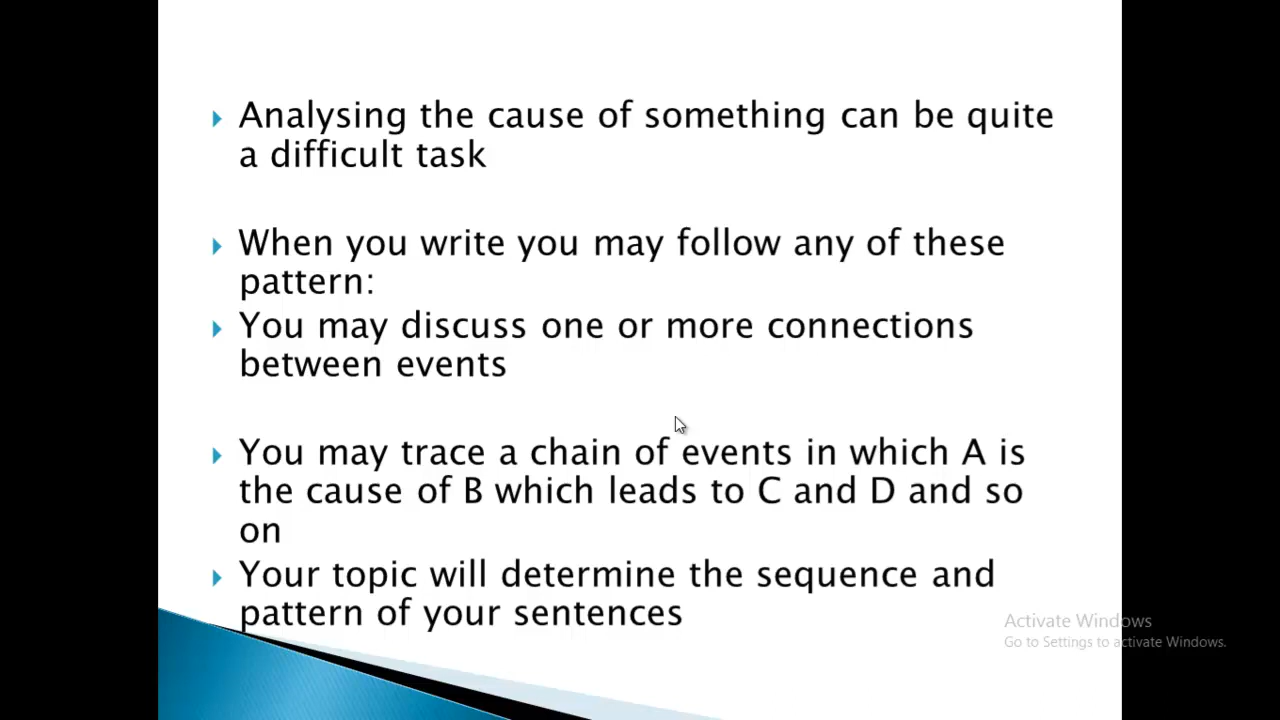 Analysing the cause of something can be quite
a difficult task
When you write you may follow any of these
pattern:
You may discuss one or more connections
between events
You may trace a chain of events in which A is
the cause of B which leads to C and D and so
on
Your topic will determine the sequence and
pattern of your sentences
Activate Windows
Go to Settings to activate Windows.